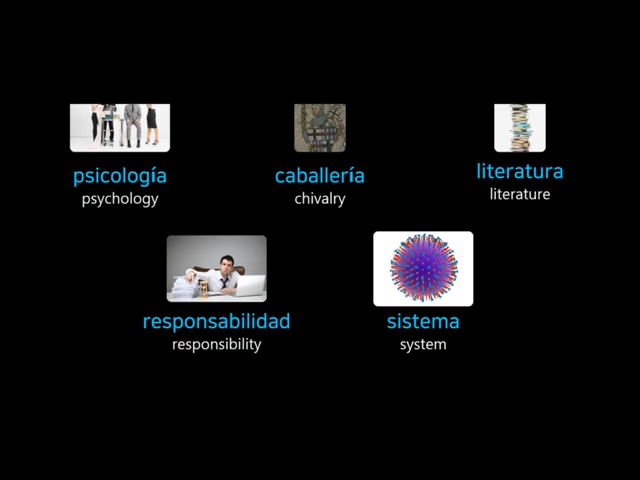 psicología
psychology
caballería
chivalry
literatura
literature
responsabilidad
responsibility
sistema
system